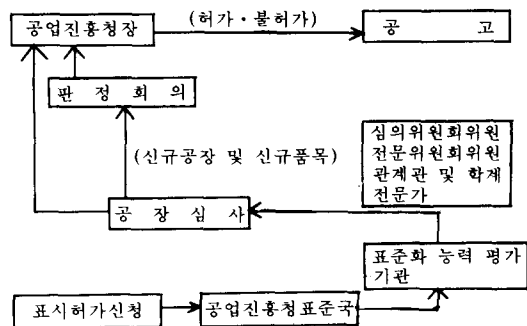 공업진흥청장
(허가·불허가)
공 고
판 정 회 의
(신규공장 및 신규품목)
심의위원회위원
전문위원회위원
관계관 및 학계
전문가
공 장 심 사
표준화 능력 평가
기관
표시허가신청
공업진흥청표준국